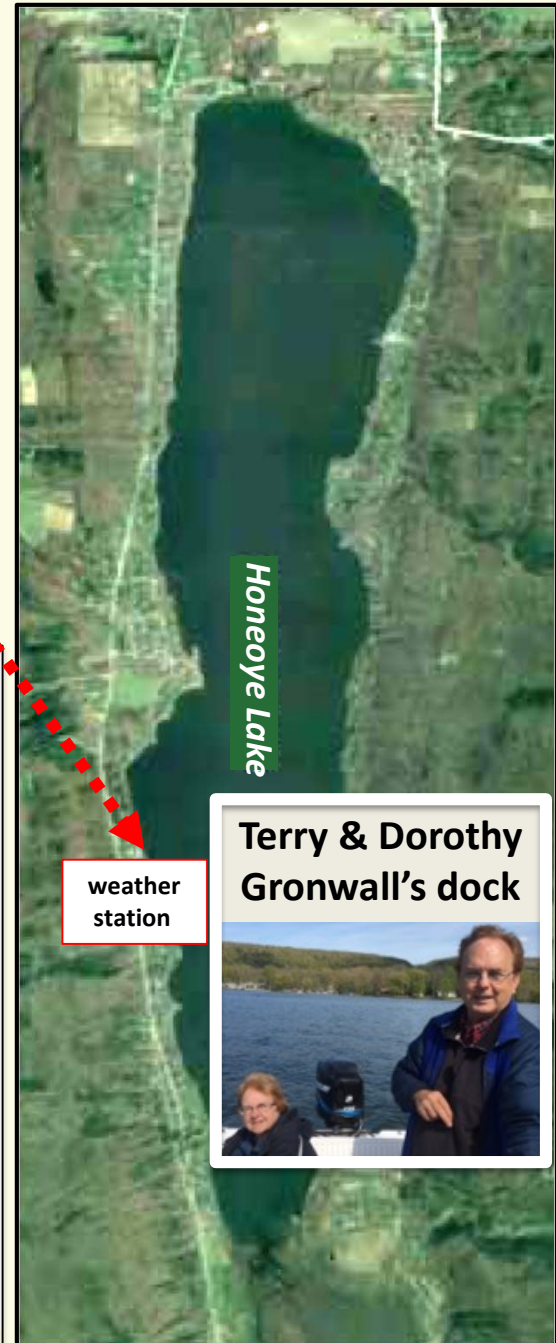 Honeoye Lake
Terry & Dorothy
Gronwall’s dock
weather
station